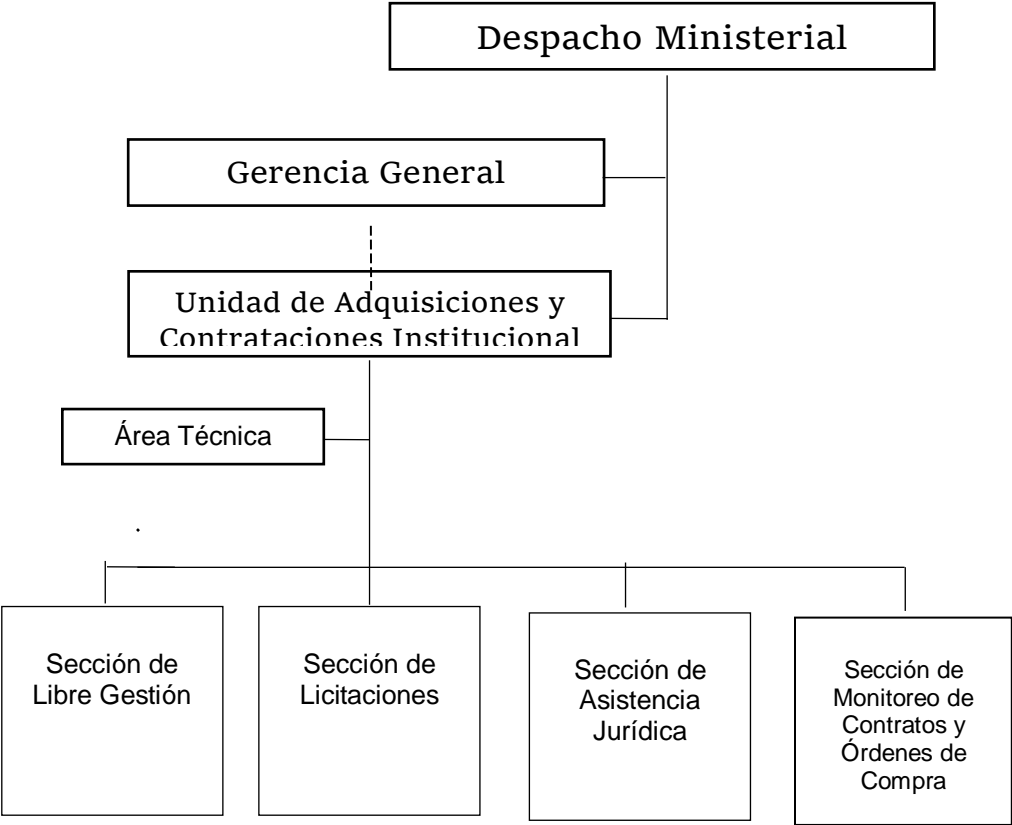 Despacho Ministerial
Gerencia General
Unidad de Adquisiciones y
Contrataciones Institucional
Área Técnica
.
Sección de
Libre Gestión
Sección de
Licitaciones
Sección de
Asistencia
Jurídica
Sección de
Monitoreo de
Contratos y
Órdenes de
Compra